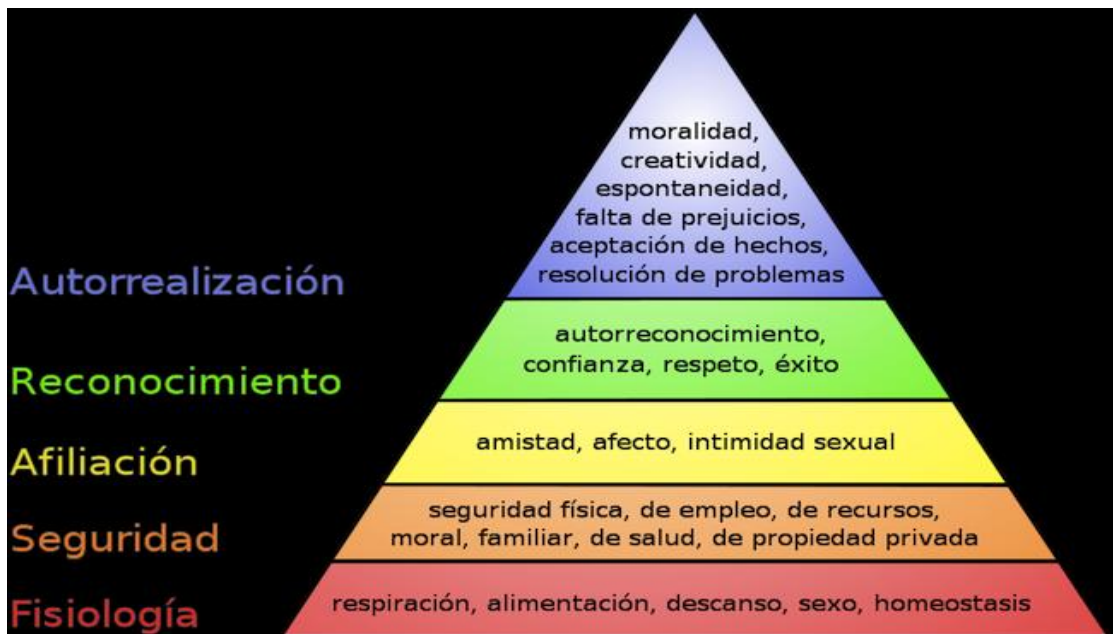 moralidad,
creatividad,
espontaneidad,
falta de prejuicios,
aceptación de hechos,
resolución de problemas
Autorrealización
autorreconocimiento,
confianza, respeto, éxito
Reconocimiento
amistad, afecto, intimidad sexual
Afiliación
seguridad física, de empleo, de recursos,
moral, familiar, de salud, de propiedad privada
Seguridad
respiración, alimentación, descanso, sexo, homeostasis
Fisiología